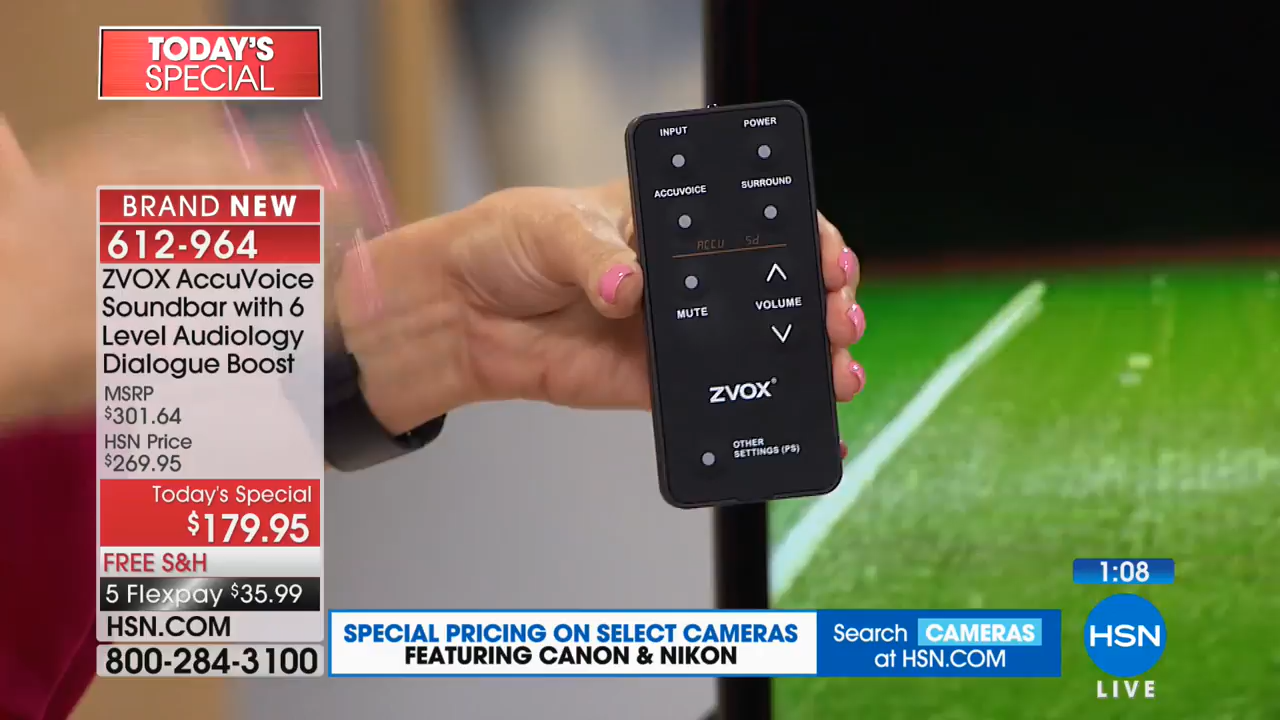 TODAY'S
SPECIAL
BRAND NEW
612-964
ZVOX AccuVoice
Soundbar with 6
Level Audiology
Dialogue Boost
MSRP
$301.64
HSN Price
$269.95
Today's Special
$179.95
FREE S&H
5 Flexpay $35.99
HSN.COM
800-284-3100
INPUT
POWER
ACCUVOICE
SURROUND
ACCU Sd
MUTE
VOLUME
ZVOX®
OTHER
SETTINGS (PS)
SPECIAL PRICING ON SELECT CAMERAS
FEATURING CANON & NIKON
Search CAMERAS
at HSN.COM
1:08
HSN
LIVE